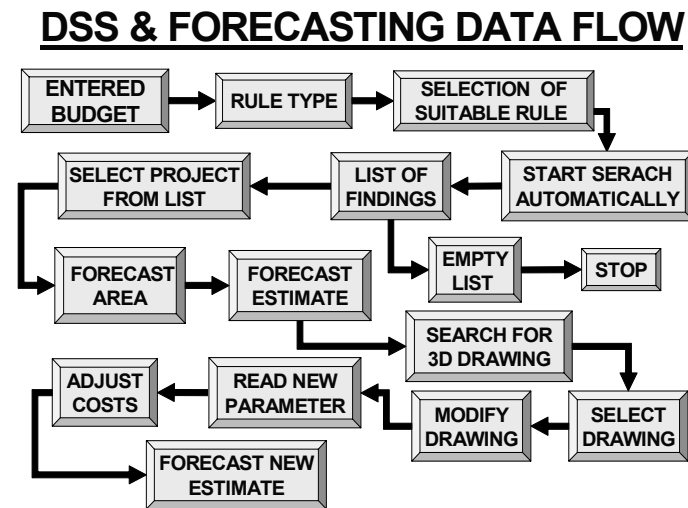 DSS & FORECASTING DATA FLOW
ENTERED
BUDGET
RULE TYPE
SELECTION OF
SUITABLE RULE
SELECT PROJECT
FROM LIST
LIST OF
FINDINGS
START SERACH
AUTOMATICALLY
FORECAST
AREA
FORECAST
ESTIMATE
EMPTY
LIST
STOP
SEARCH FOR
3D DRAWING
ADJUST
COSTS
READ NEW
PARAMETER
MODIFY
DRAWING
SELECT
DRAWING
FORECAST NEW
ESTIMATE